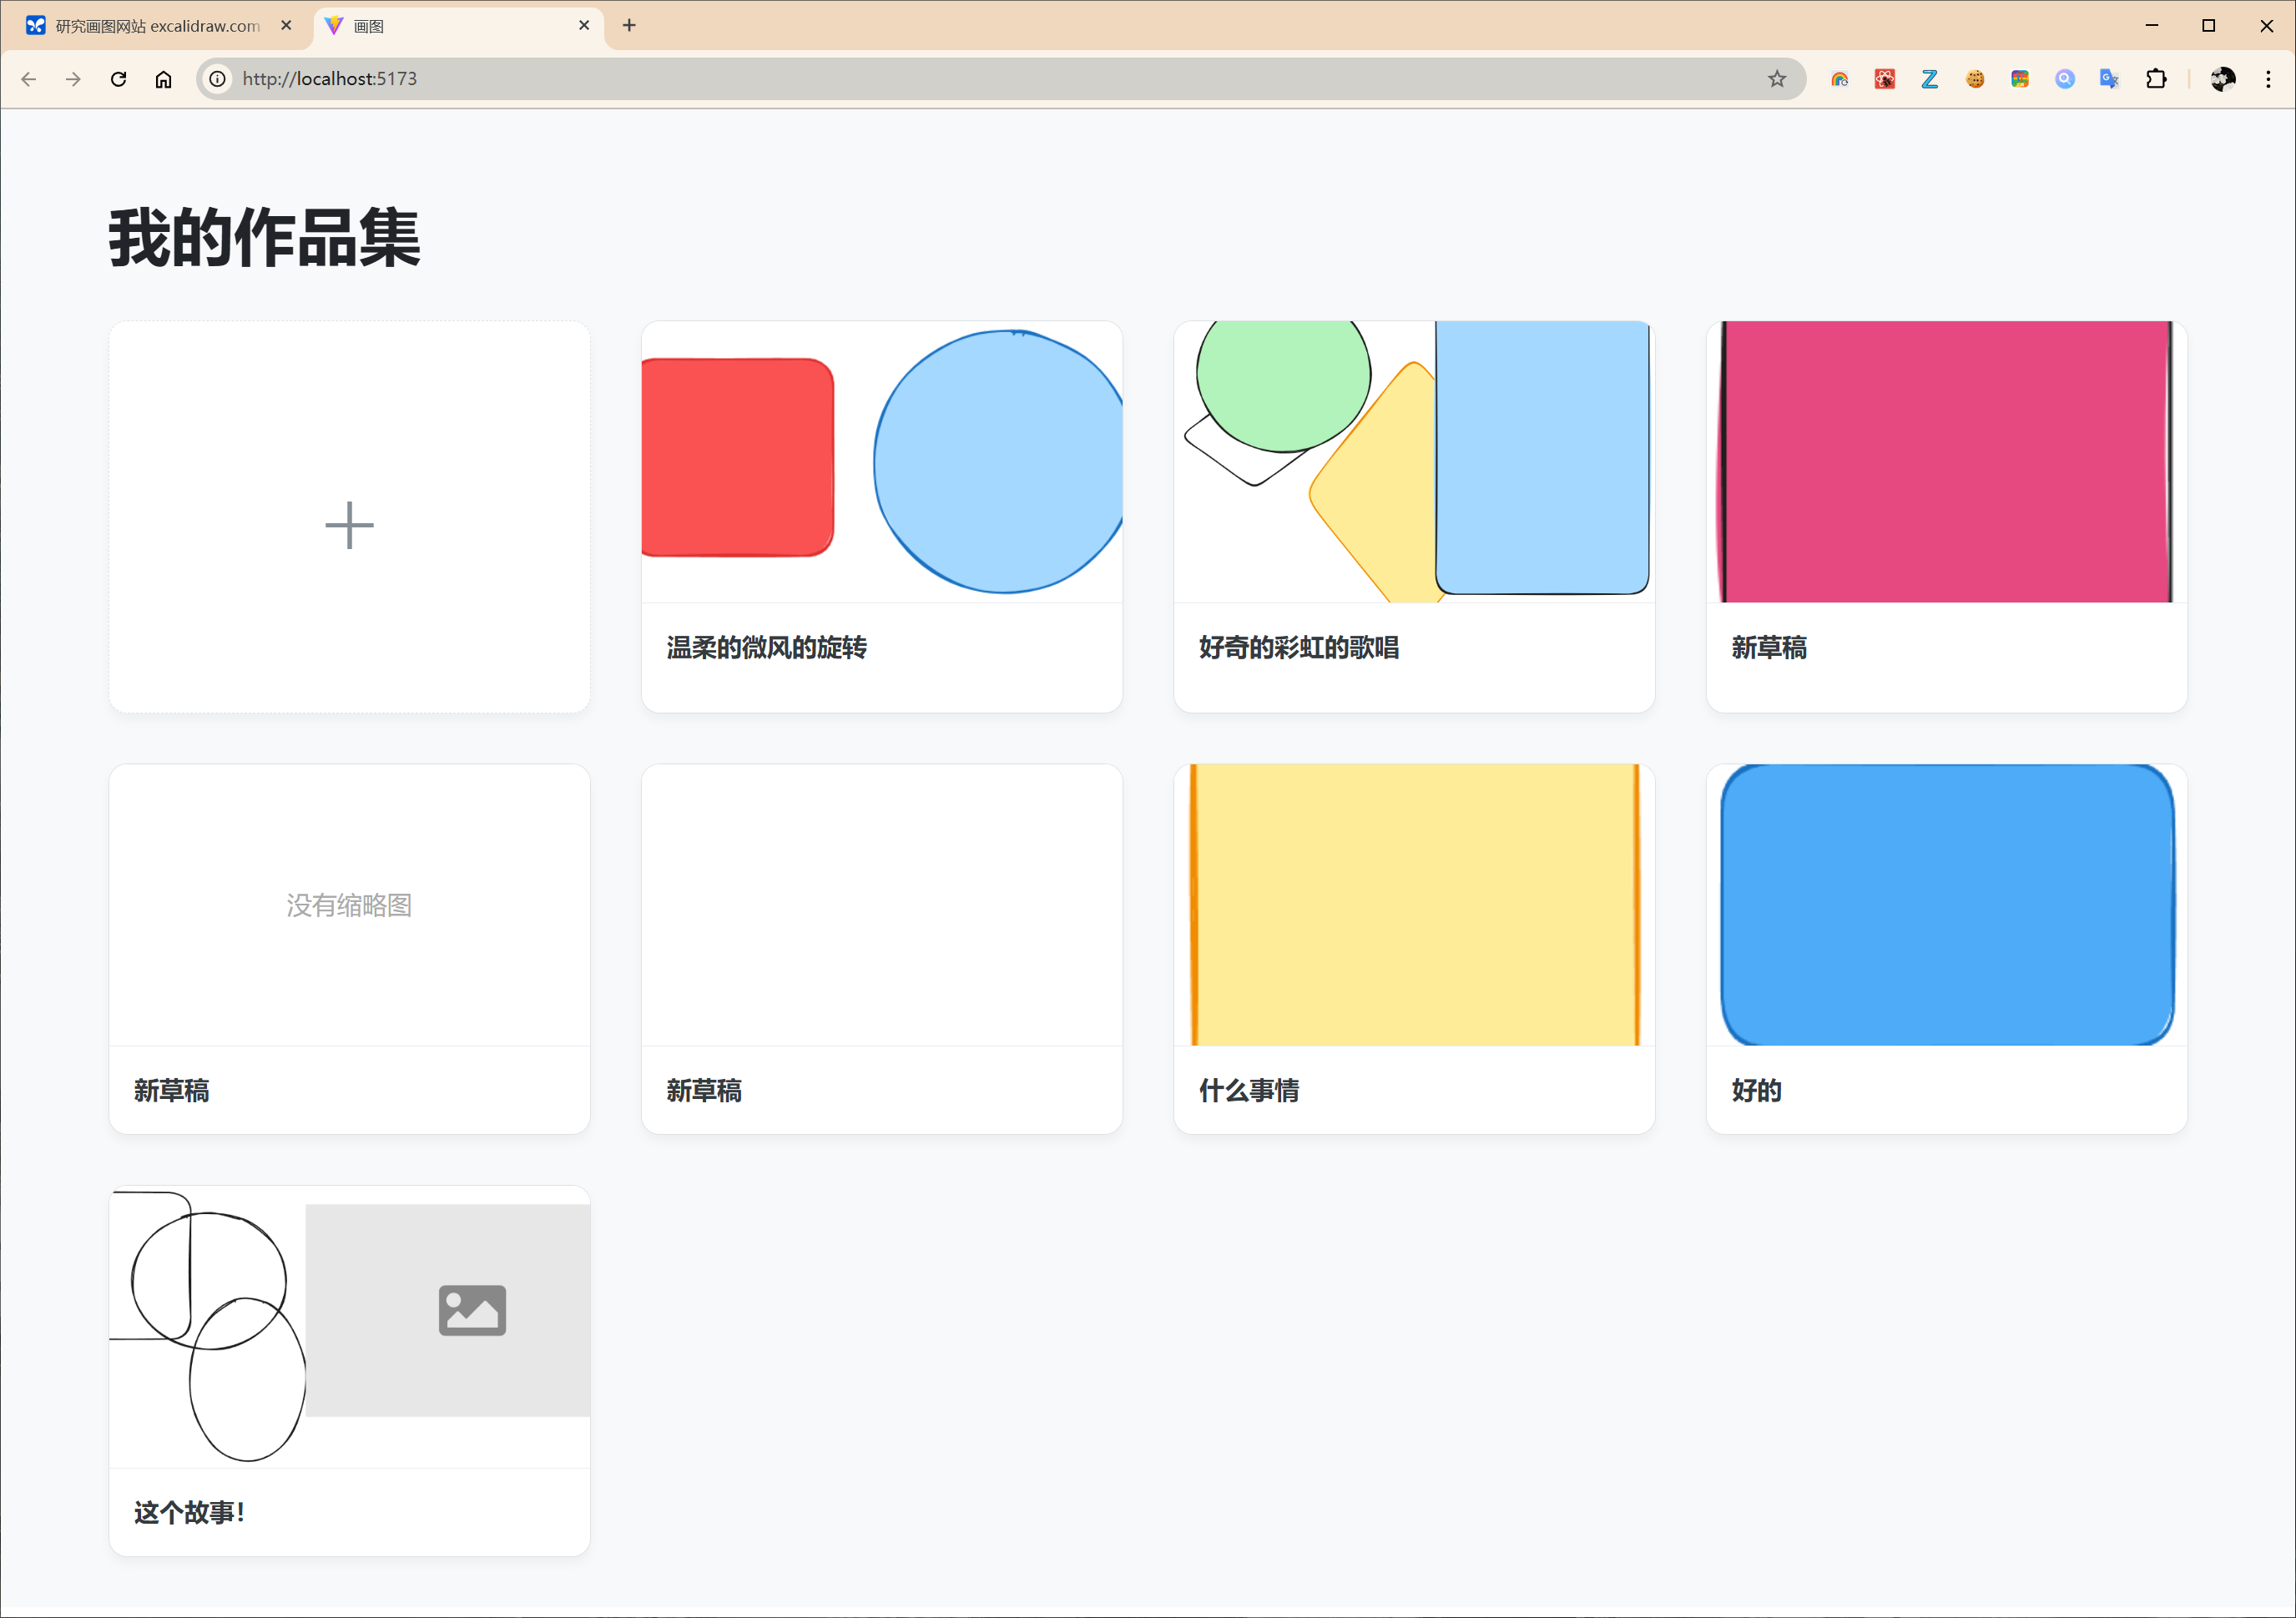 研究画图网站 excalidraw.com
画图
http://localhost:5173
我的作品集
温柔的微风的旋转
好奇的彩虹的歌唱
新草稿
没有缩略图
新草稿
新草稿
什么事情
好的
这个故事！